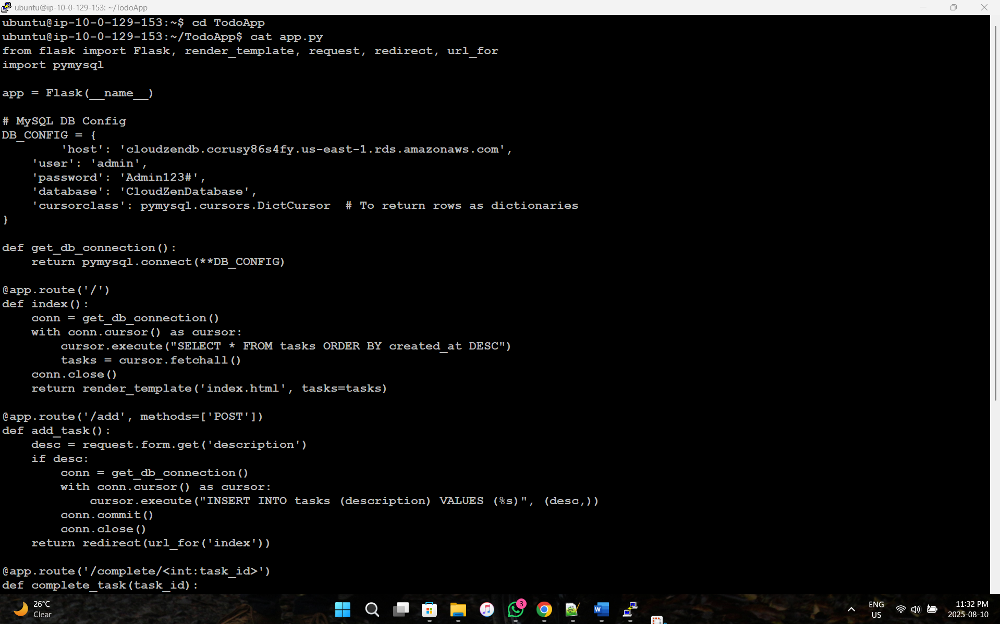 ubuntu@ip-10-0-129-153: ~/TodoApp
ubuntu@ip-10-0-129-153:~$ cd TodoApp
ubuntu@ip-10-0-129-153:~/TodoApp$ cat app.py
from flask import Flask, render_template, request, redirect, url_for
import pymysql

app = Flask(__name__)

# MySQL DB Config
DB_CONFIG = {
        'host': 'cloudzendb.ccrusy86s4fy.us-east-1.rds.amazonaws.com',
    'user': 'admin',
    'password': 'Admin123#',
    'database': 'CloudZenDatabase',
    'cursorclass': pymysql.cursors.DictCursor  # To return rows as dictionaries
}

def get_db_connection():
    return pymysql.connect(**DB_CONFIG)

@app.route('/')
def index():
    conn = get_db_connection()
    with conn.cursor() as cursor:
        cursor.execute("SELECT * FROM tasks ORDER BY created_at DESC")
        tasks = cursor.fetchall()
    conn.close()
    return render_template('index.html', tasks=tasks)

@app.route('/add', methods=['POST'])
def add_task():
    desc = request.form.get('description')
    if desc:
        conn = get_db_connection()
        with conn.cursor() as cursor:
            cursor.execute("INSERT INTO tasks (description) VALUES (%s)", (desc,))
        conn.commit()
        conn.close()
    return redirect(url_for('index'))

@app.route('/complete/<int:task_id>')
def complete_task(task_id):
26°C
Clear
3
W
ENG
US
11:32 PM
2025-08-10